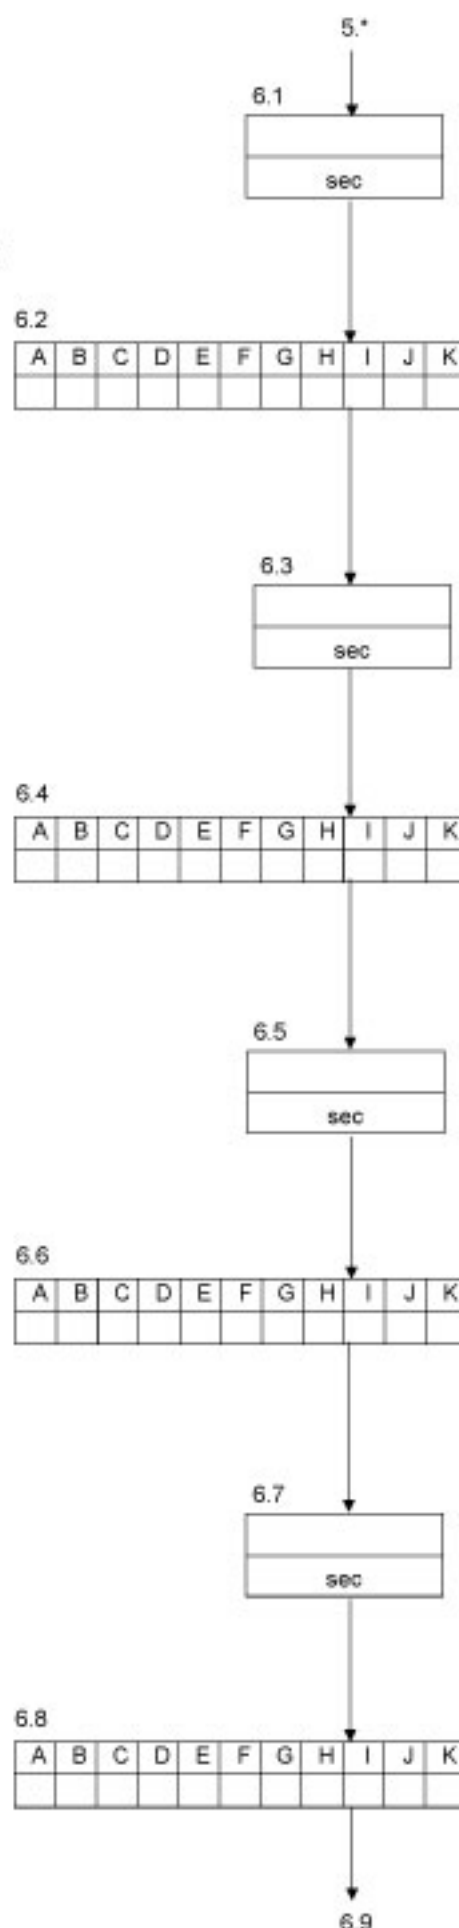 5.*
6.1
sec
6.2
A B C D E F G H I J K
6.3
sec
6.4
A B C D E F G H I J K
6.5
sec
6.6
A B C D E F G H I J K
6.7
sec
6.8
A B C D E F G H I J K
6.9